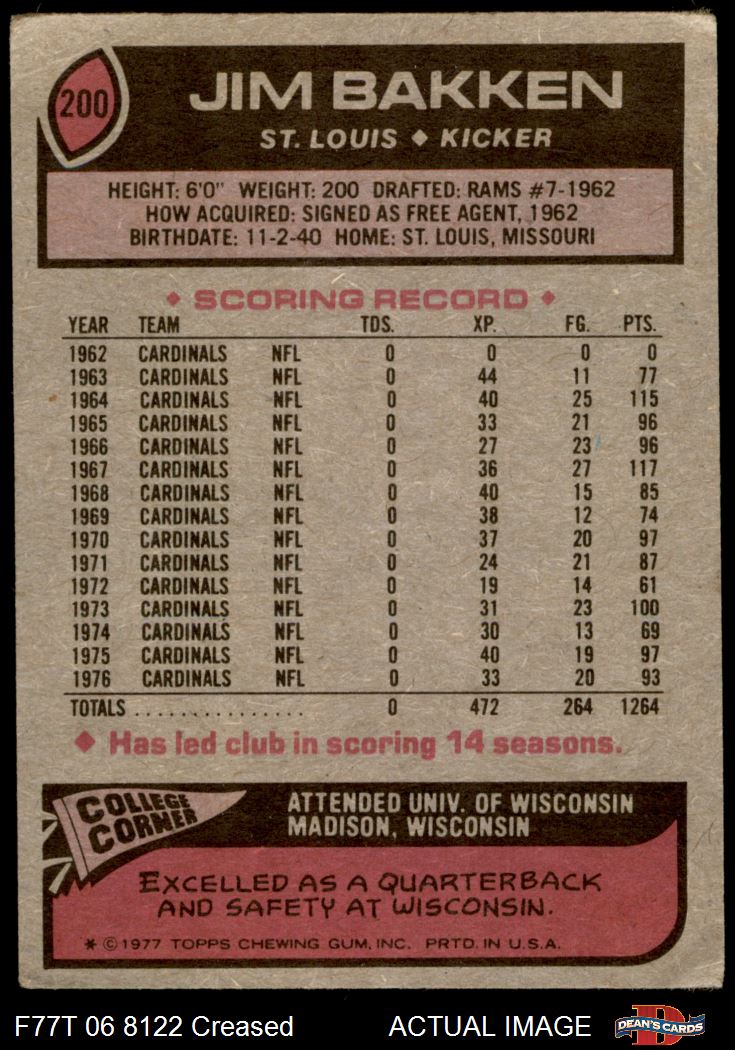 200
JIM BAKKEN
ST. LOUIS ♦ KICKER
HEIGHT: 6'0" WEIGHT: 200 DRAFTED: RAMS #7-1962
HOW ACQUIRED: SIGNED AS FREE AGENT, 1962
BIRTHDATE: 11-2-40 HOME: ST. LOUIS, MISSOURI
♦ SCORING RECORD ♦
YEAR TEAM TDS. XP. FG. PTS.
1962 CARDINALS NFL 0 0 0 0
1963 CARDINALS NFL 0 44 11 77
1964 CARDINALS NFL 0 40 25 115
1965 CARDINALS NFL 0 33 21 96
1966 CARDINALS NFL 0 27 23 96
1967 CARDINALS NFL 0 36 27 117
1968 CARDINALS NFL 0 40 15 85
1969 CARDINALS NFL 0 38 12 74
1970 CARDINALS NFL 0 37 20 97
1971 CARDINALS NFL 0 24 21 87
1972 CARDINALS NFL 0 19 14 61
1973 CARDINALS NFL 0 31 23 100
1974 CARDINALS NFL 0 30 13 69
1975 CARDINALS NFL 0 40 19 97
1976 CARDINALS NFL 0 33 20 93
TOTALS ................ 0 472 264 1264
♦ Has led club in scoring 14 seasons.
COLLEGE
CORNER
ATTENDED UNIV. OF WISCONSIN
MADISON, WISCONSIN
EXCELLED AS A QUARTERBACK
AND SAFETY AT WISCONSIN.
* © 1977 TOPPS CHEWING GUM, INC. PRTD. IN U.S.A.
F77T 06 8122 Creased ACTUAL IMAGE
D
DEAN'S CARDS